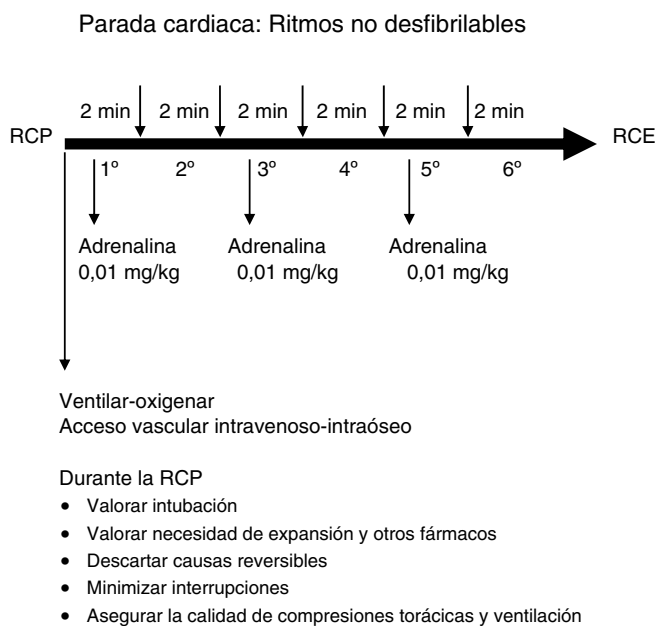 Parada cardiaca: Ritmos no desfibrilables
2 min 2 min 2 min 2 min 2 min 2 min
RCP RCE
1º 2º 3º 4º 5º 6º
Adrenalina Adrenalina Adrenalina
0,01 mg/kg 0,01 mg/kg 0,01 mg/kg
Ventilar-oxigenar
Acceso vascular intravenoso-intraóseo
Durante la RCP
• Valorar intubación
• Valorar necesidad de expansión y otros fármacos
• Descartar causas reversibles
• Minimizar interrupciones
• Asegurar la calidad de compresiones torácicas y ventilación